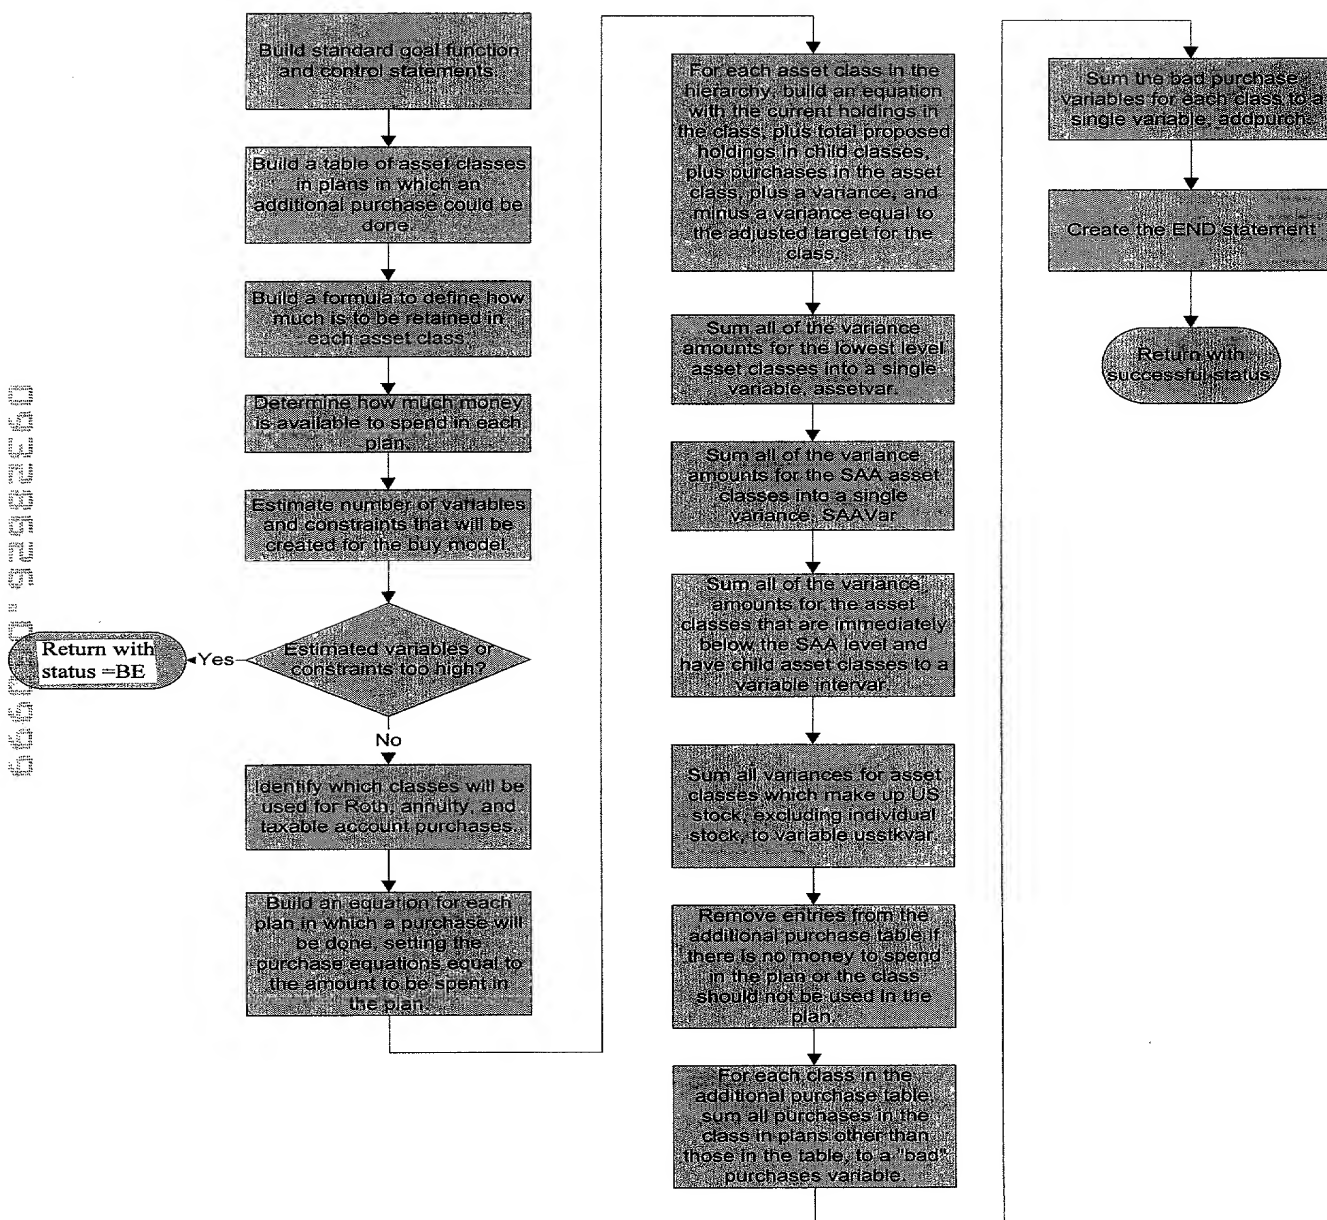 Build standard goal function
and control statements.
Build a table of asset classes
in plans in which an
additional purchase could be
done.
Build a formula to define how
much is to be retained in
each asset class.
Determine how much money
is available to spend in each
plan.
Estimate number of variables
and constraints that will be
created for the buy model.
Estimated variables or
constraints too high?
Yes
Return with
status =BE
No
Identify which classes will be
used for Roth, annuity, and
taxable account purchases.
Build an equation for each
plan in which a purchase will
be done, setting the
purchase equations equal to
the amount to be spent in
the plan.
For each asset class in the
hierarchy, build an equation
with the current holdings in
the class, plus total proposed
holdings in child classes,
plus purchases in the asset
class, plus a variance, and
minus a variance equal to
the adjusted target for the
class.
Sum all of the variance
amounts for the lowest level
asset classes into a single
variable, assetvar.
Sum all of the variance
amounts for the SAA asset
classes into a single
variance, SAAVar
Sum all of the variance
amounts for the asset
classes that are immediately
below the SAA level and
have child asset classes to a
variable intervar.
Sum all variances for asset
classes which make up US
stock, excluding individual
stock, to variable usstkvar.
Remove entries from the
additional purchase table if
there is no money to spend
in the plan or the class
should not be used in the
plan.
For each class in the
additional purchase table,
sum all purchases in the
class in plans other than
those in the table, to a "bad"
purchases variable.
Sum the bad purchase
variables for each class to a
single variable, addpurch.
Create the END statement
Return with
successful status.